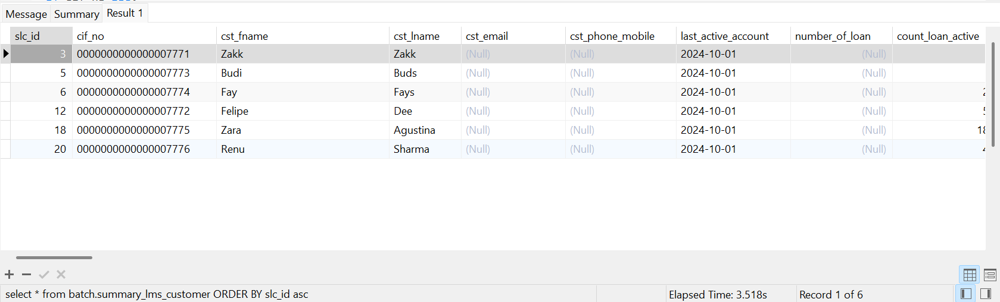 Message Summary Result 1
slc_id cif_no cst_fname cst_lname cst_email cst_phone_mobile last_active_account number_of_loan count_loan_active
3 0000000000000007771 Zakk Zakk (Null) (Null) 2024-10-01 (Null)
5 0000000000000007773 Budi Buds (Null) (Null) 2024-10-01 (Null)
6 0000000000000007774 Fay Fays (Null) (Null) 2024-10-01 (Null)
12 0000000000000007772 Felipe Dee (Null) (Null) 2024-10-01 (Null)
18 0000000000000007775 Zara Agustina (Null) (Null) 2024-10-01 (Null)
20 0000000000000007776 Renu Sharma (Null) (Null) 2024-10-01 (Null)
select * from batch.summary_lms_customer ORDER BY slc_id asc Elapsed Time: 3.518s Record 1 of 6